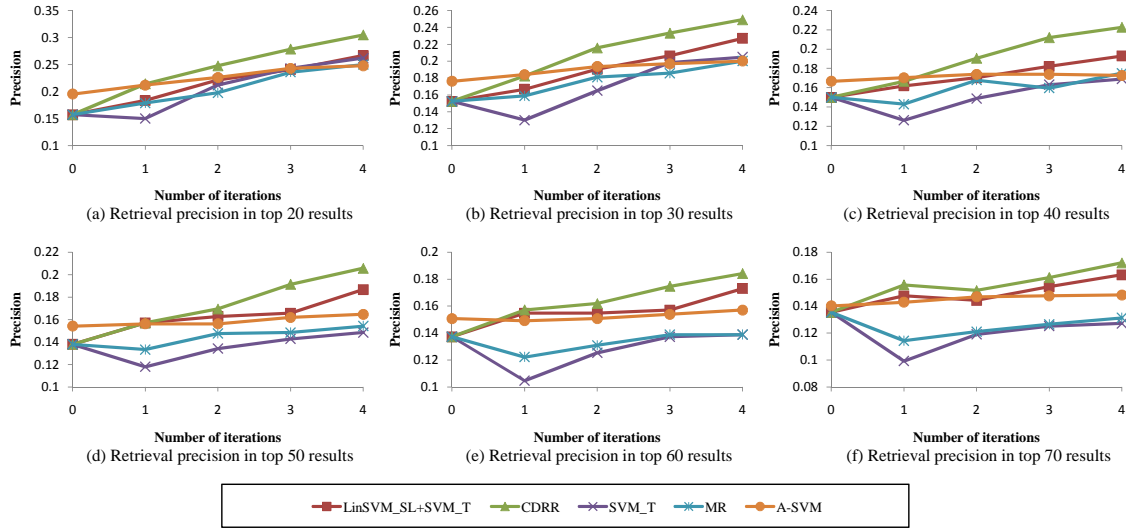 Precision
0.35
0.3
0.25
0.2
0.15
0.1
0 1 2 3 4
Number of iterations
(a) Retrieval precision in top 20 results
Precision
0.26
0.24
0.22
0.2
0.18
0.16
0.14
0.12
0.1
0 1 2 3 4
Number of iterations
(b) Retrieval precision in top 30 results
Precision
0.24
0.22
0.2
0.18
0.16
0.14
0.12
0.1
0 1 2 3 4
Number of iterations
(c) Retrieval precision in top 40 results
Precision
0.22
0.2
0.18
0.16
0.14
0.12
0.1
0 1 2 3 4
Number of iterations
(d) Retrieval precision in top 50 results
Precision
0.2
0.18
0.16
0.14
0.12
0.1
0 1 2 3 4
Number of iterations
(e) Retrieval precision in top 60 results
Precision
0.18
0.16
0.14
0.12
0.1
0.08
0 1 2 3 4
Number of iterations
(f) Retrieval precision in top 70 results
LinSVM_SL+SVM_T CDRR SVM_T MR A-SVM